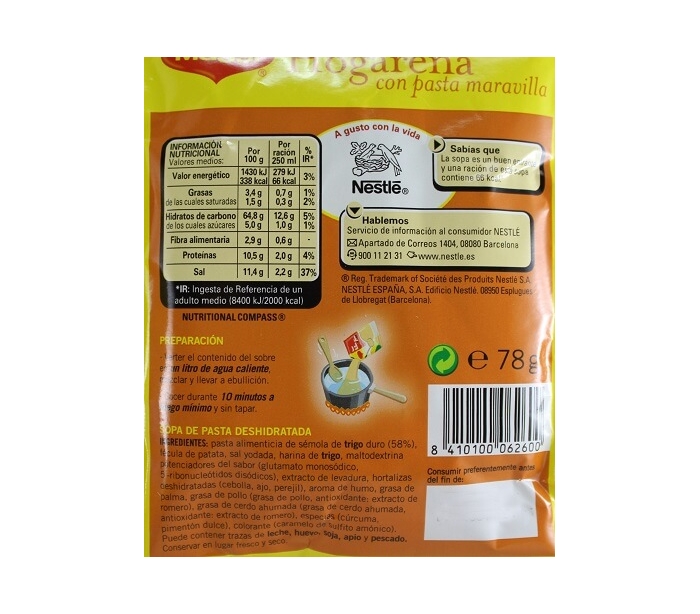 con pasta maravilla
INFORMACIÓN
NUTRICIONAL
Valores medios:
Por
100 g
Por
ración
250 ml
%
IR*
Valor energético
1430 kJ 279 kJ
338 kcal 66 kcal 3%
Grasas 3,4 g 0,7 g 1%
de las cuales saturadas 1,5 g 0,3 g 2%
Hidratos de carbono 64,8 g 12,6 g 5%
de los cuales azúcares 5,0 g 1,0 g 1%
Fibra alimentaria 2,9 g 0,6 g -
Proteínas 10,5 g 2,0 g 4%
Sal 11,4 g 2,2 g 37%
*IR: Ingesta de Referencia de un
adulto medio (8400 kJ/2000 kcal)
NUTRITIONAL COMPASS®
A gusto con la vida
Nestlé®
Sabías que
La sopa es un buen
y una ración de esta sopa
contiene 66 kcal
Hablemos
Servicio de información al consumidor NESTLÉ
Apartado de Correos 1404, 08080 Barcelona
900 11 21 31 www.nestle.es
® Reg. Trademark of Société des Produits Nestlé S.A.
NESTLÉ ESPAÑA, S.A. Edificio Nestlé. 08950 Esplugues
de Llobregat (Barcelona).
PREPARACIÓN
- Verter el contenido del sobre
en un litro de agua caliente,
mezclar y llevar a ebullición.
- Cocer durante 10 minutos a
fuego mínimo y sin tapar.
e 78 g
8 410100 062600
Consumir preferentemente antes
del fin de:
SOPA DE PASTA DESHIDRATADA
INGREDIENTES: pasta alimenticia de sémola de trigo duro (58%),
fécula de patata, sal yodada, harina de trigo, maltodextrina
potenciadores del sabor (glutamato monosódico,
5'-ribonucleótidos disódicos), extracto de levadura, hortalizas
deshidratadas (cebolla, ajo, perejil), aroma de humo, grasa de
palma, grasa de pollo (grasa de pollo, antioxidante: extracto de
romero), grasa de cerdo ahumada (grasa de cerdo ahumada,
antioxidante: extracto de romero), especias (cúrcuma,
pimentón dulce), colorante (caramelo de sulfito amónico).
Puede contener trazas de leche, huevo, soja, apio y pescado.
Conservar en lugar fresco y seco.